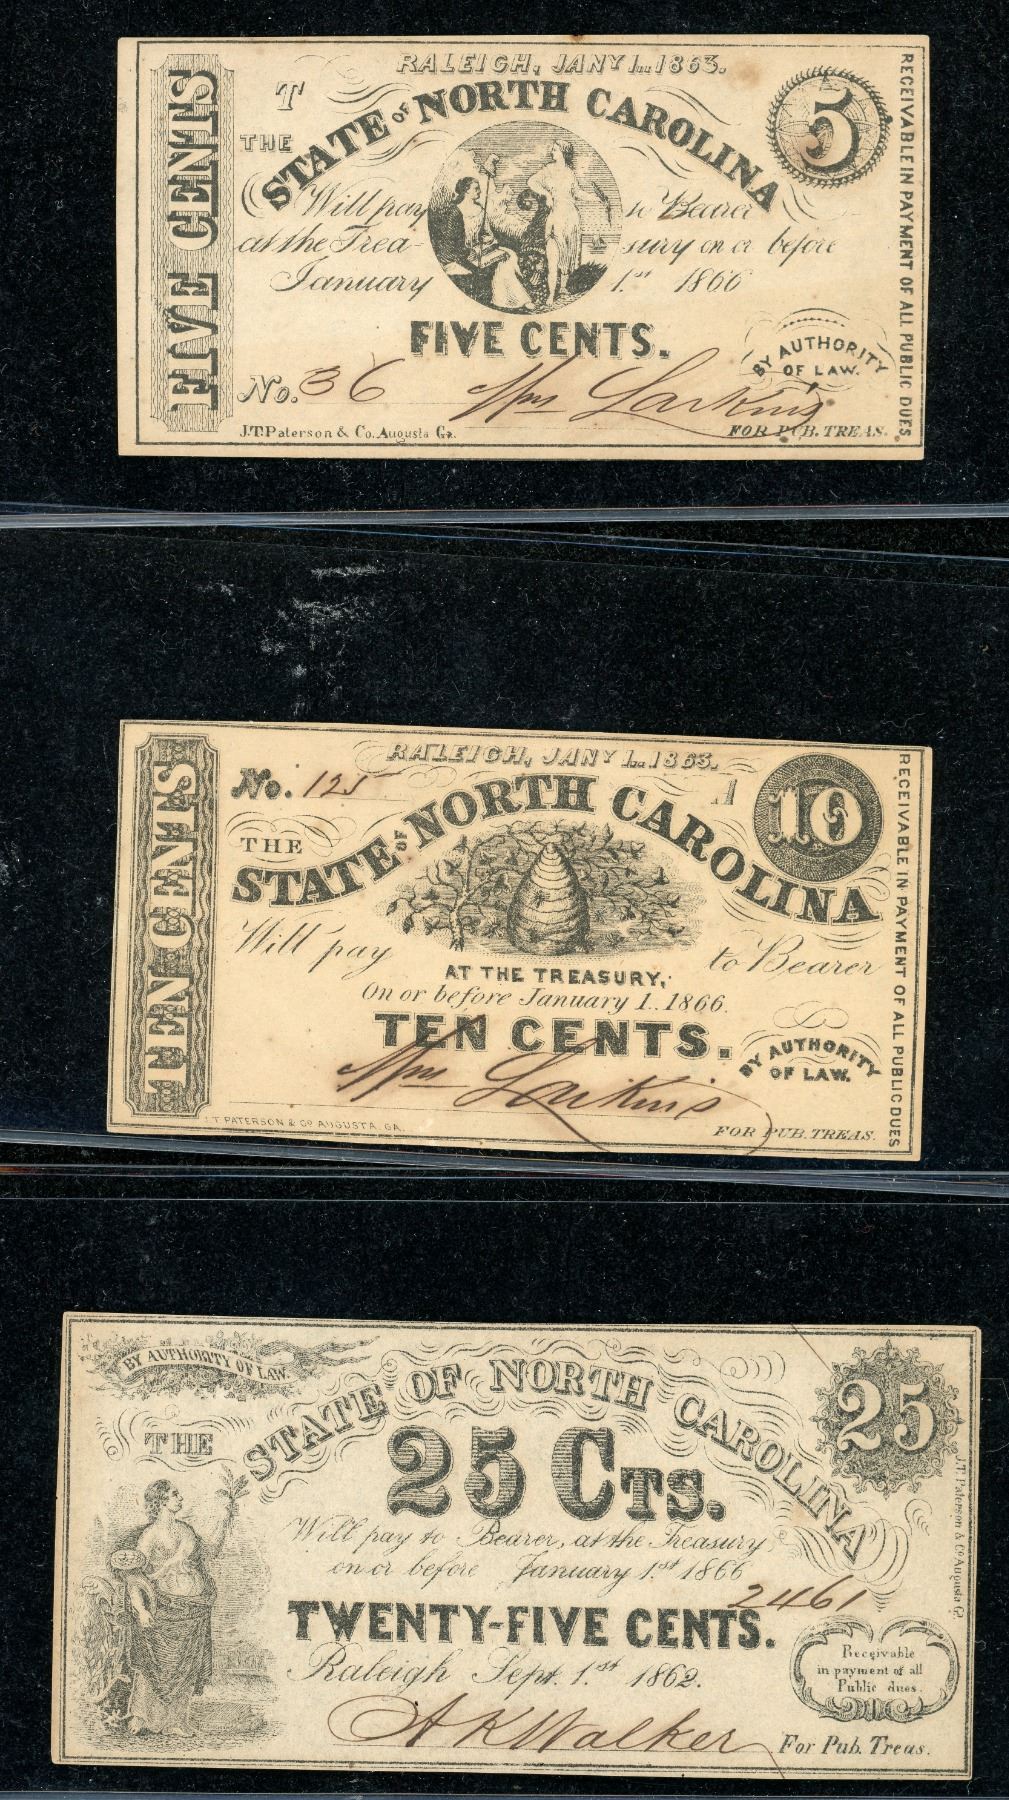 RALEIGH, JANY 1.. 1863.
T
THE
STATE OF NORTH CAROLINA
5
FIVE CENTS
Will pay to Bearer
at the Treasury on or before
January 1st 1866
FIVE CENTS.
BY AUTHORITY
OF LAW.
No. 36
Wm Larkins
J.T. Paterson & Co. Augusta Ga.
FOR PUB. TREAS.
RECEIVABLE IN PAYMENT OF ALL PUBLIC DUES
RALEIGH, JANY 1.. 1863.
No. 125
A
10
THE
STATE OF NORTH CAROLINA
TEN CENTS
Will pay to Bearer
AT THE TREASURY,
On or before January 1.. 1866.
TEN CENTS.
BY AUTHORITY
OF LAW.
Wm Larkins
J.T. PATERSON & CO AUGUSTA, GA.
FOR PUB. TREAS.
RECEIVABLE IN PAYMENT OF ALL PUBLIC DUES
BY AUTHORITY OF LAW.
THE
STATE OF NORTH CAROLINA
25
25 CTS.
Will pay to Bearer, at the Treasury
on or before January 1st 1866
2461
TWENTY-FIVE CENTS.
Raleigh Sept. 1st 1862.
Receivable
in payment of all
Public dues.
A K Walker
For Pub. Treas.
J.T. Paterson & Co Augusta Ga.